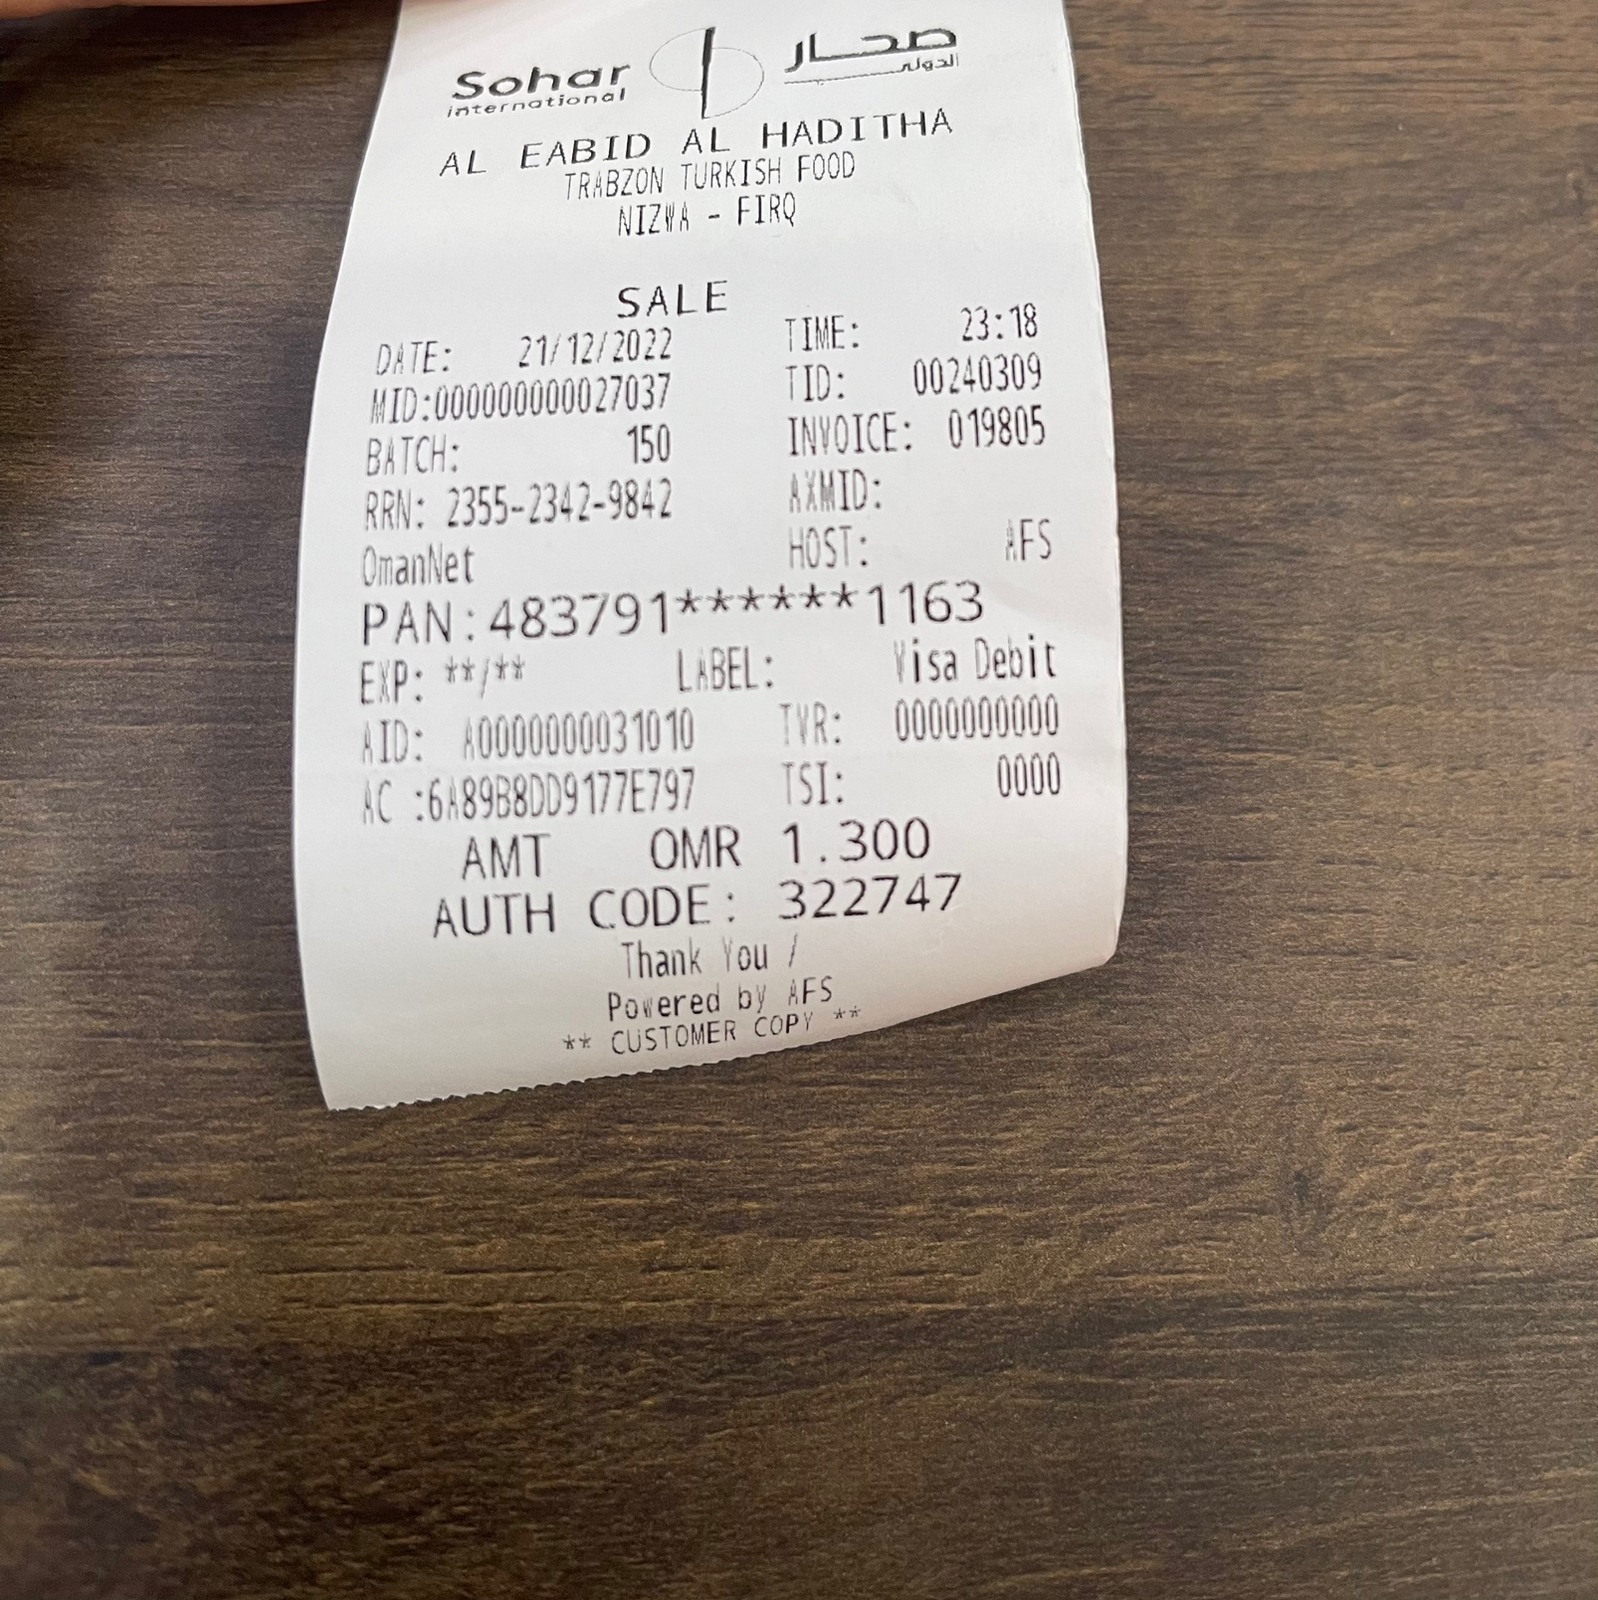 Sohar صحار
international الدولي
AL EABID AL HADITHA
TRABZON TURKISH FOOD
NIZWA - FIRQ
SALE
DATE: 21/12/2022 TIME: 23:18
MID:000000000027037 TID: 00240309
BATCH: 150 INVOICE: 019805
RRN: 2355-2342-9842 AXMID:
OmanNet HOST: AFS
PAN:483791******1163
EXP: **/** LABEL: Visa Debit
AID: A0000000031010 TVR: 0000000000
AC :6A89B8DD9177E797 TSI: 0000
AMT OMR 1.300
AUTH CODE: 322747
Thank You /
Powered by AFS
** CUSTOMER COPY **